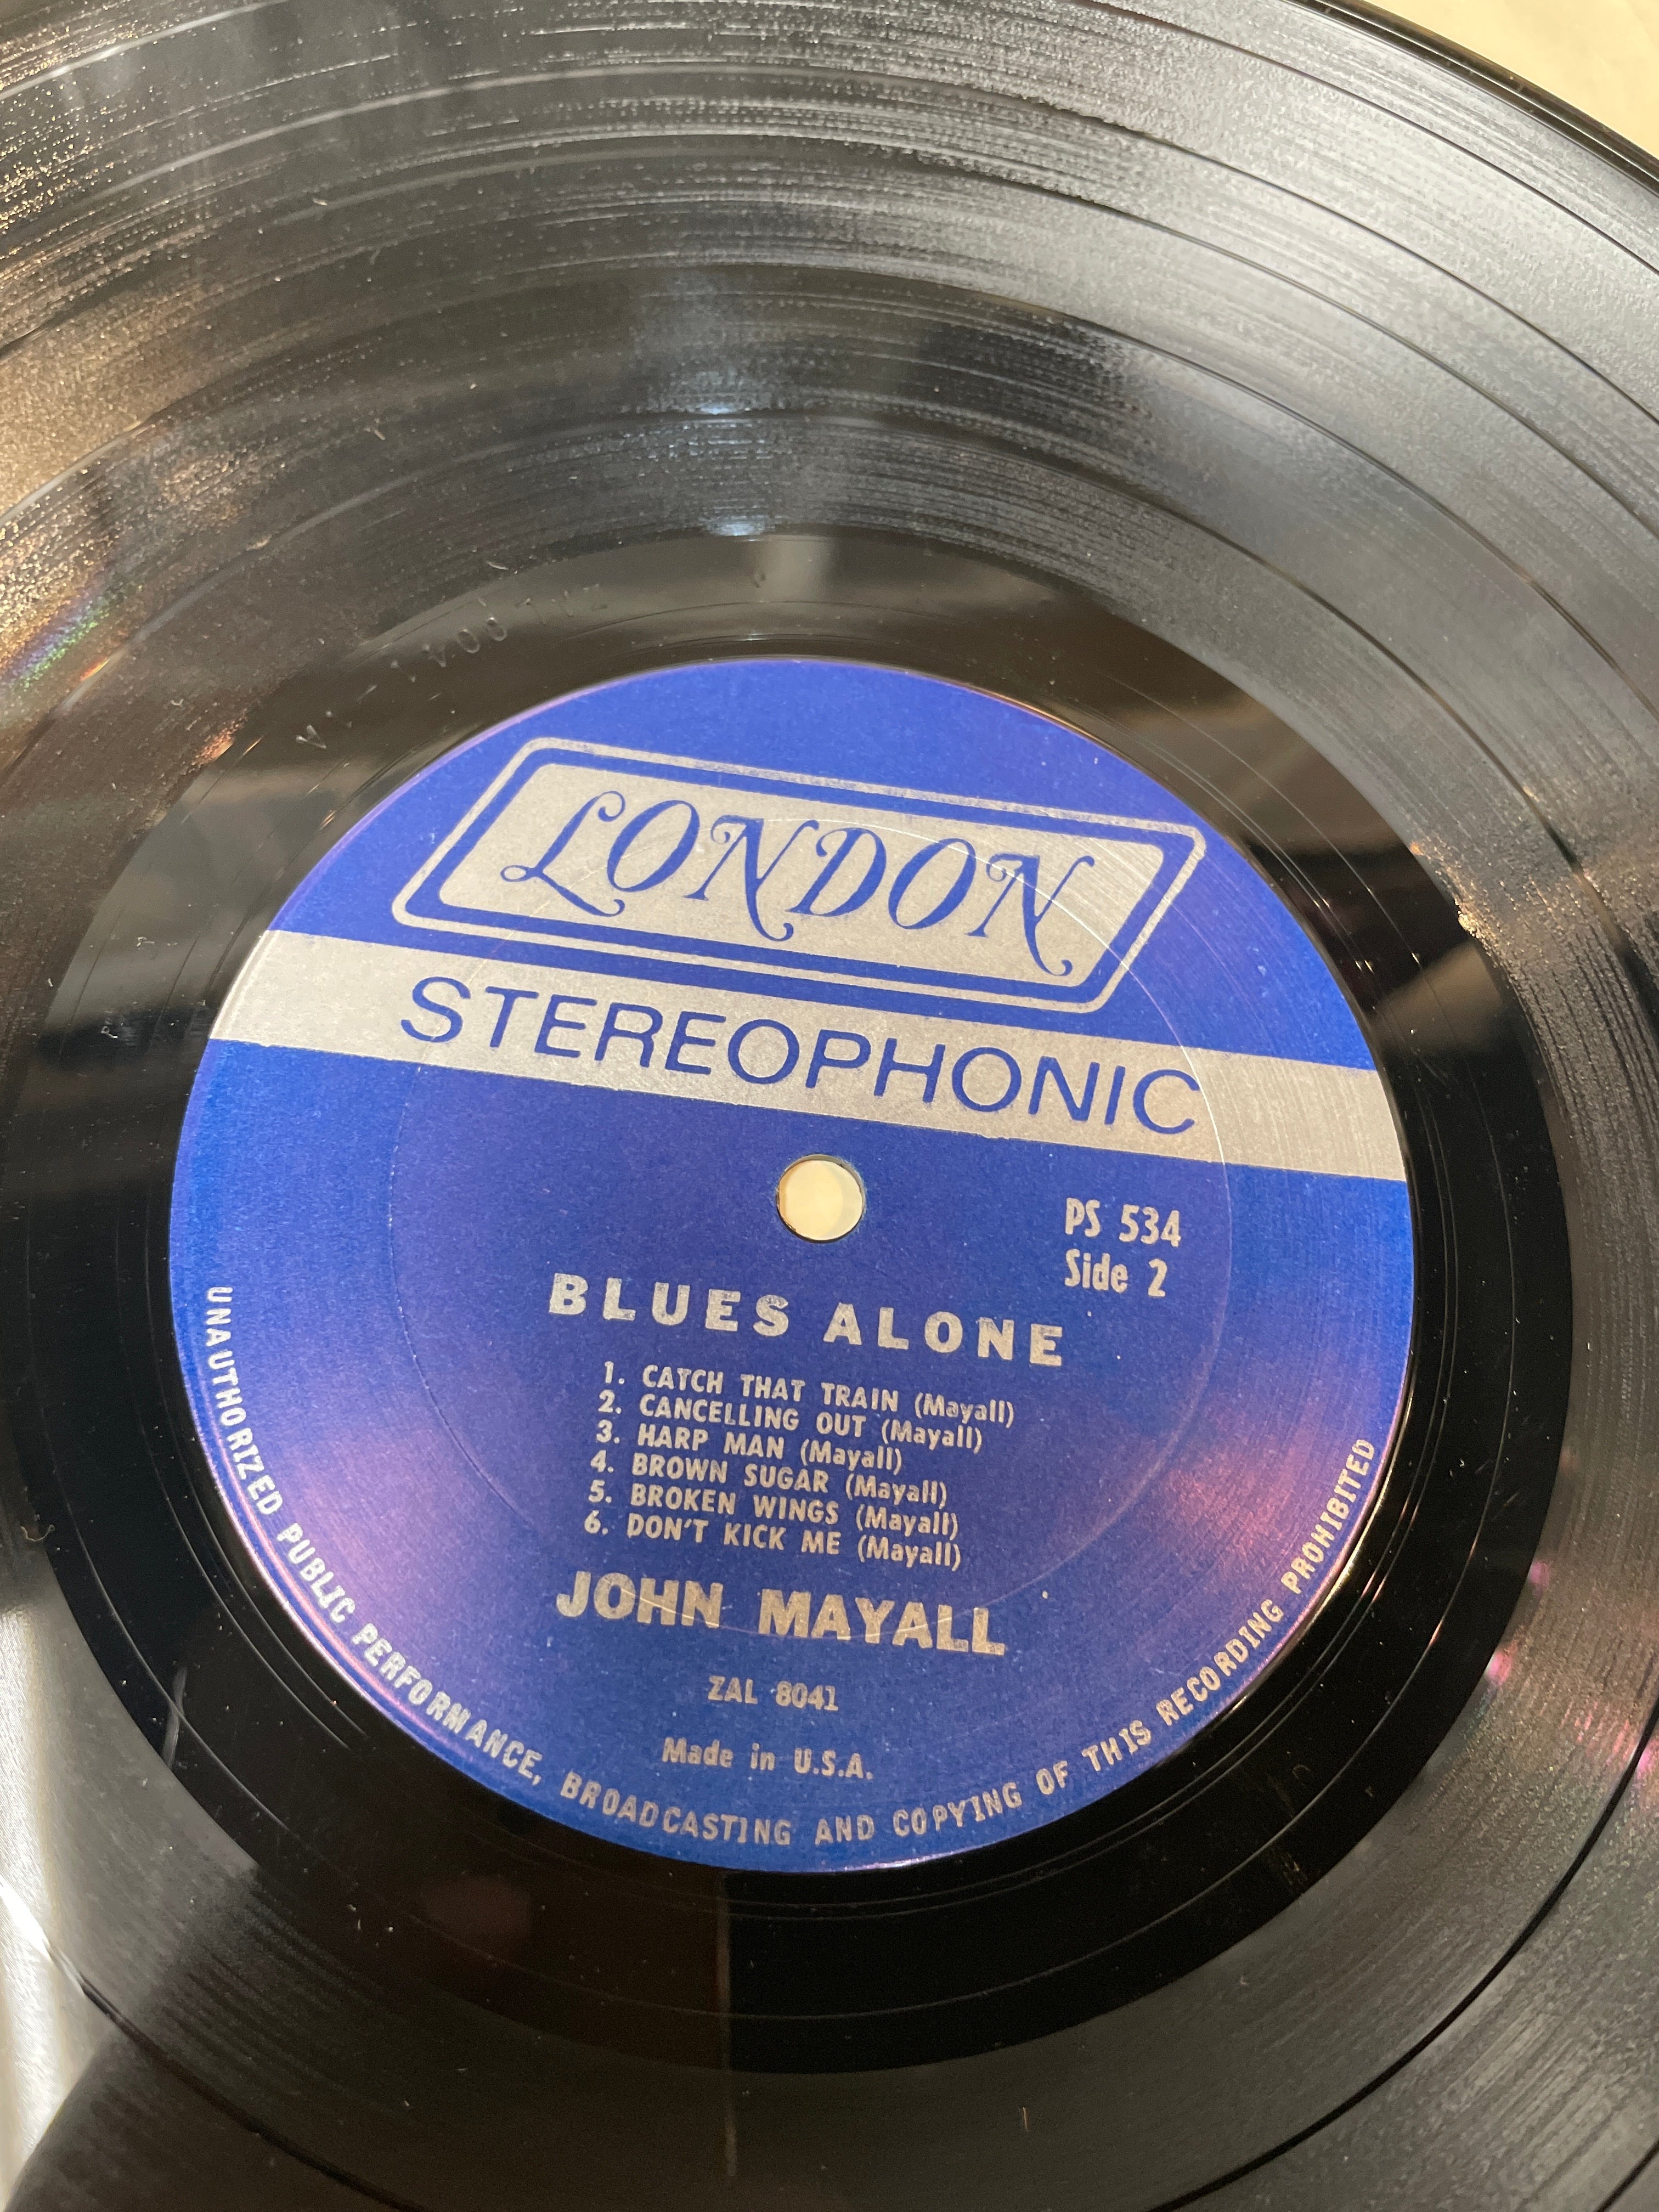 LONDON
STEREOPHONIC
PS 534
Side 2
BLUES ALONE
1. CATCH THAT TRAIN (Mayall)
2. CANCELLING OUT (Mayall)
3. HARP MAN (Mayall)
4. BROWN SUGAR (Mayall)
5. BROKEN WINGS (Mayall)
6. DON'T KICK ME (Mayall)
JOHN MAYALL
ZAL 8041
Made in U.S.A.
UNAUTHORIZED PUBLIC PERFORMANCE, BROADCASTING AND COPYING OF THIS RECORDING PROHIBITED